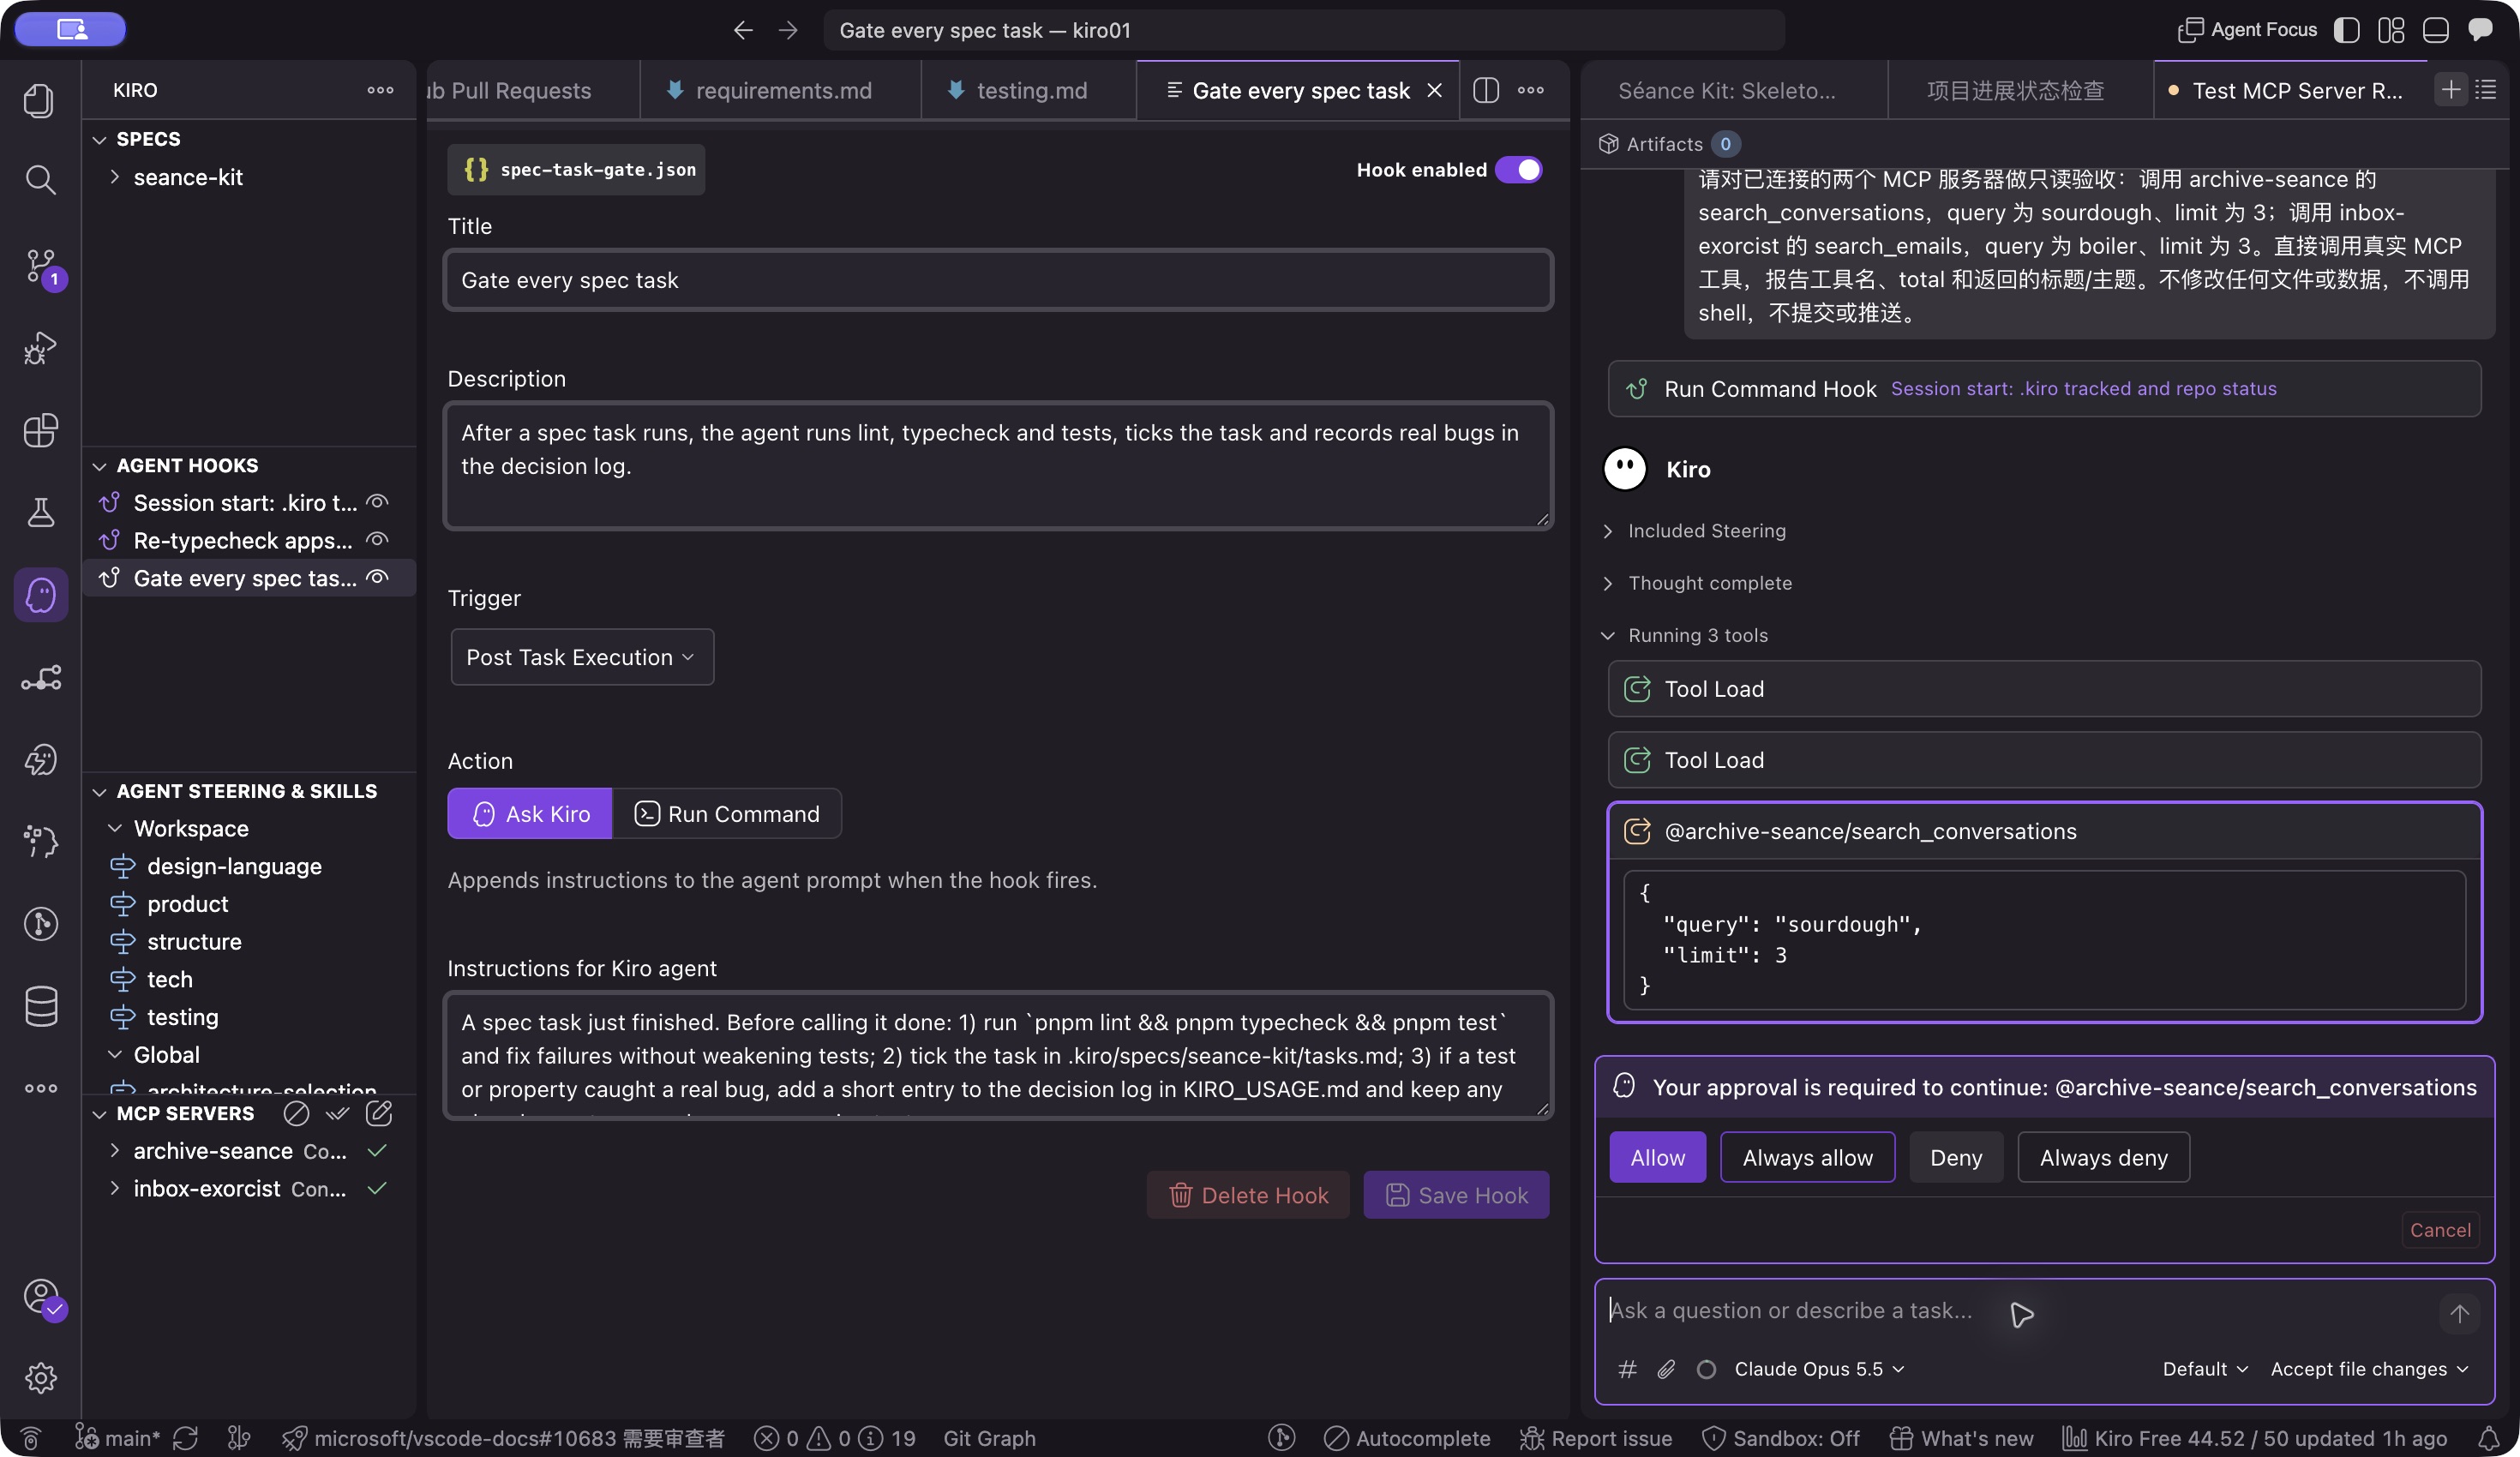 Gate every spec task — kiro01
Agent Focus
KIRO
SPECS
seance-kit
1
AGENT HOOKS
Session start: .kiro t...
Re-typecheck apps...
Gate every spec tas...
AGENT STEERING & SKILLS
Workspace
design-language
product
structure
tech
testing
Global
architecture-selection
MCP SERVERS
archive-seance Co...
inbox-exorcist Con...
ub Pull Requests
requirements.md
testing.md
Gate every spec task
{} spec-task-gate.json
Hook enabled
Title
Gate every spec task
Description
After a spec task runs, the agent runs lint, typecheck and tests, ticks the task and records real bugs in
the decision log.
Trigger
Post Task Execution
Action
Ask Kiro
Run Command
Appends instructions to the agent prompt when the hook fires.
Instructions for Kiro agent
A spec task just finished. Before calling it done: 1) run `pnpm lint && pnpm typecheck && pnpm test`
and fix failures without weakening tests; 2) tick the task in .kiro/specs/seance-kit/tasks.md; 3) if a test
or property caught a real bug, add a short entry to the decision log in KIRO_USAGE.md and keep any
Delete Hook
Save Hook
Séance Kit: Skeleto...
项目进展状态检查
Test MCP Server R...
Artifacts 0
请对已连接的两个 MCP 服务器做只读验收：调用 archive-seance 的
search_conversations，query 为 sourdough、limit 为 3；调用 inbox-
exorcist 的 search_emails，query 为 boiler、limit 为 3。直接调用真实 MCP
工具，报告工具名、total 和返回的标题/主题。不修改任何文件或数据，不调用
shell，不提交或推送。
Run Command Hook Session start: .kiro tracked and repo status
Kiro
Included Steering
Thought complete
Running 3 tools
Tool Load
Tool Load
@archive-seance/search_conversations
{
"query": "sourdough",
"limit": 3
}
Your approval is required to continue: @archive-seance/search_conversations
Allow
Always allow
Deny
Always deny
Cancel
Ask a question or describe a task...
Claude Opus 5.5
Default
Accept file changes
main*
microsoft/vscode-docs#10683 需要审查者
0
0
19
Git Graph
Autocomplete
Report issue
Sandbox: Off
What's new
Kiro Free 44.52 / 50 updated 1h ago